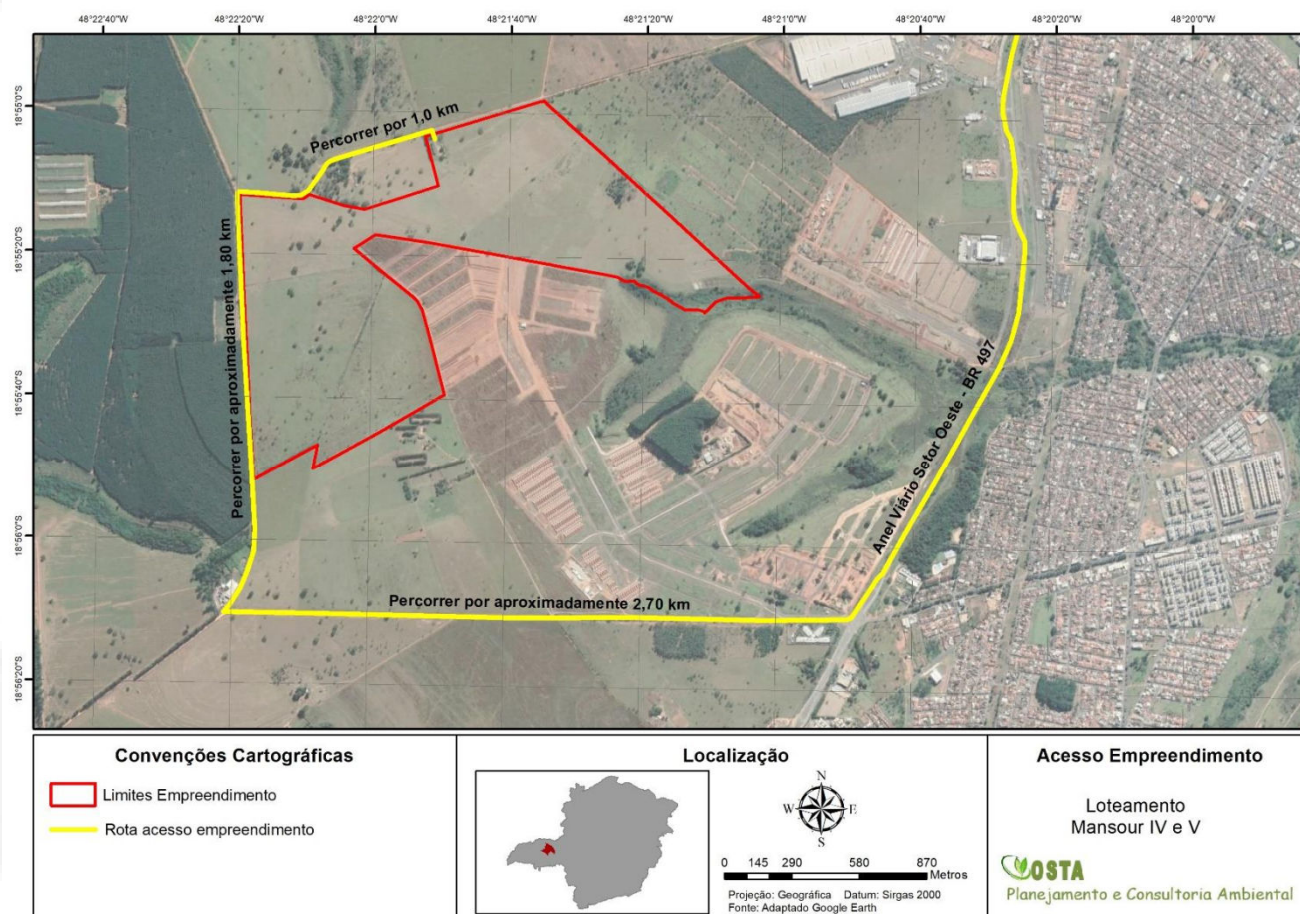 48°22'40"W 48°22'20"W 48°22'0"W 48°21'40"W 48°21'20"W 48°21'0"W 48°20'40"W 48°20'20"W 48°20'0"W
18°55'0"S
18°55'20"S
18°55'40"S
18°56'0"S
18°56'20"S
Percorrer por 1,0 km
Percorrer por aproximadamente 1,80 km
Anel Viário Setor Oeste - BR 497
Percorrer por aproximadamente 2,70 km
Convenções Cartográficas
Limites Empreendimento
Rota acesso empreendimento
Localização
N
W E
S
0 145 290 580 870
Metros
Projeção: Geográfica Datum: Sirgas 2000
Fonte: Adaptado Google Earth
Acesso Empreendimento
Loteamento
Mansour IV e V
COSTA
Planejamento e Consultoria Ambiental